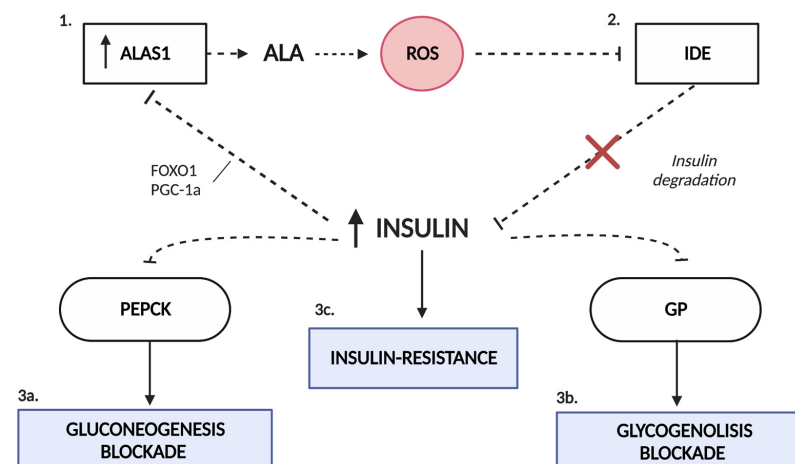 1.
ALAS1
ALA
ROS
2.
IDE
FOXO1
PGC-1a
Insulin
degradation
INSULIN
PEPCK
3c.
GP
INSULIN-RESISTANCE
3a.
GLUCONEOGENESIS
BLOCKADE
3b.
GLYCOGENOLISIS
BLOCKADE